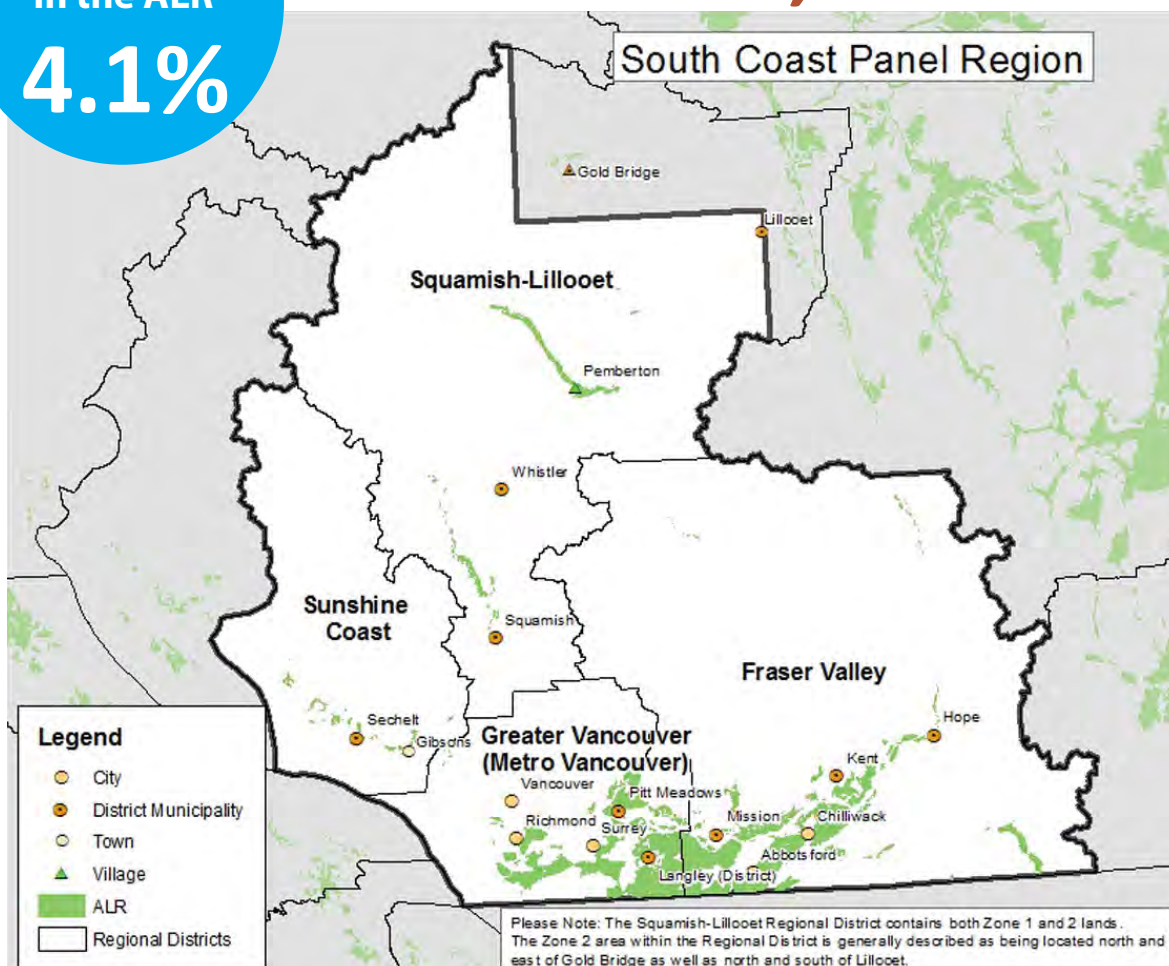 in the ALR
4.1%
South Coast Panel Region
Gold Bridge
Lillooet
Squamish-Lillooet
Pemberton
Whistler
Sunshine
Coast
Squamish
Fraser Valley
Sechelt
Gibsons
Hope
Greater Vancouver
(Metro Vancouver)
Kent
Vancouver
Pitt Meadows
Richmond
Surrey
Mission
Chilliwack
Abbotsford
Langley (District)
Legend
City
District Municipality
Town
Village
ALR
Regional Districts
Please Note: The Squamish-Lillooet Regional District contains both Zone 1 and 2 lands.
The Zone 2 area within the Regional District is generally described as being located north and
east of Gold Bridge as well as north and south of Lillooet.